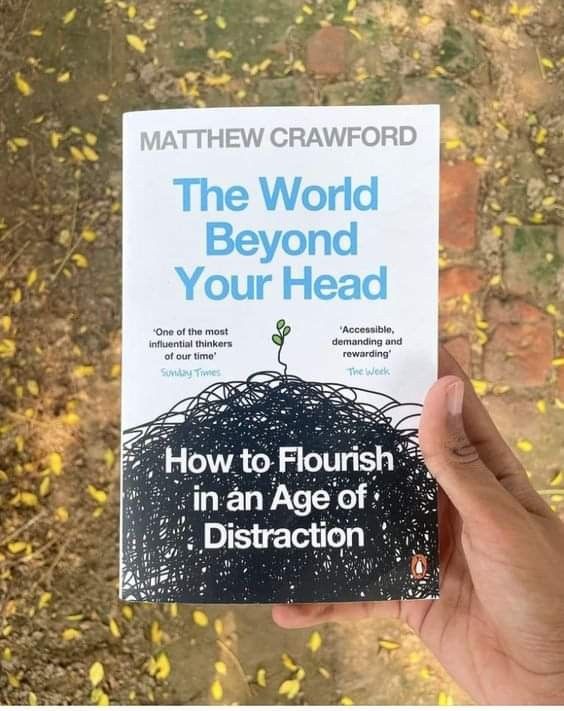 MATTHEW CRAWFORD
The World
Beyond
Your Head
'One of the most
influential thinkers
of our time'
Sunday Times
'Accessible,
demanding and
rewarding'
The Week
How to Flourish
in an Age of
Distraction